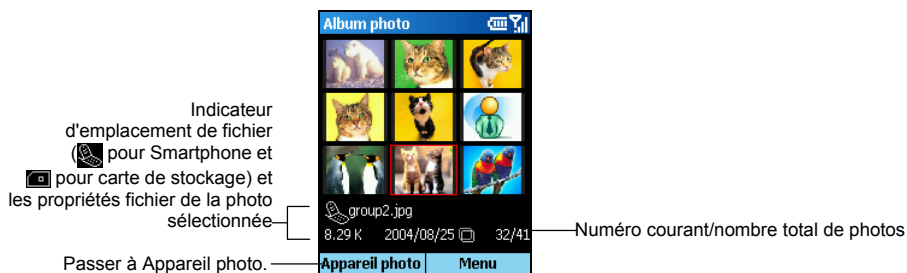 Album photo
Indicateur
d'emplacement de fichier
( pour Smartphone et
pour carte de stockage) et
les propriétés fichier de la photo
sélectionnée
group2.jpg
8.29 K 2004/08/25 32/41
Numéro courant/nombre total de photos
Passer à Appareil photo.
Appareil photo Menu